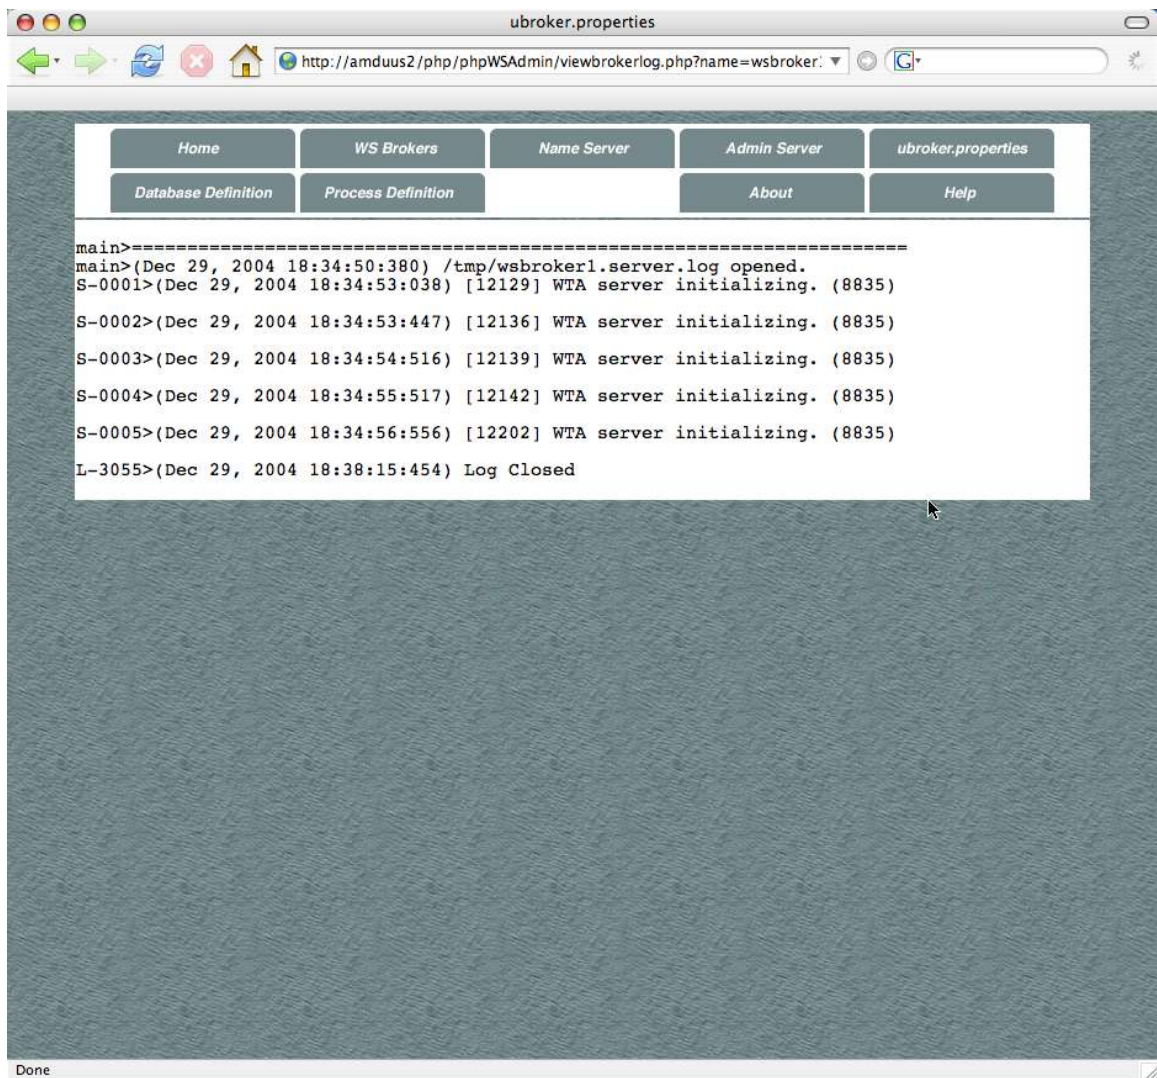 ubroker.properties
http://amduus2/php/phpWSAdmin/viewbrokerlog.php?name=wsbroker
G
Home WS Brokers Name Server Admin Server ubroker.properties
Database Definition Process Definition About Help
main>======================================================================
main>(Dec 29, 2004 18:34:50:380) /tmp/wsbroker1.server.log opened.
S-0001>(Dec 29, 2004 18:34:53:038) [12129] WTA server initializing. (8835)
S-0002>(Dec 29, 2004 18:34:53:447) [12136] WTA server initializing. (8835)
S-0003>(Dec 29, 2004 18:34:54:516) [12139] WTA server initializing. (8835)
S-0004>(Dec 29, 2004 18:34:55:517) [12142] WTA server initializing. (8835)
S-0005>(Dec 29, 2004 18:34:56:556) [12202] WTA server initializing. (8835)
L-3055>(Dec 29, 2004 18:38:15:454) Log Closed
Done